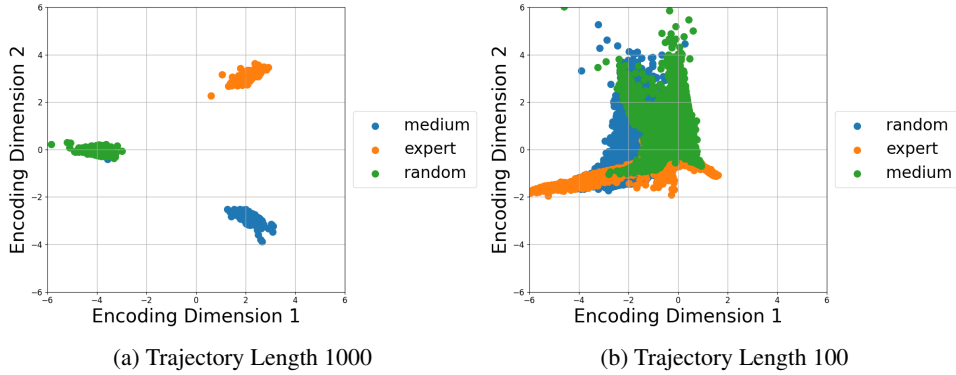 6
4
2
0
−2
−4
−6
−6
−4
−2
0
2
4
6
Encoding Dimension 2
Encoding Dimension 1
medium
expert
random
(a) Trajectory Length 1000
6
4
2
0
−2
−4
−6
−6
−4
−2
0
2
4
6
Encoding Dimension 2
Encoding Dimension 1
random
expert
medium
(b) Trajectory Length 100